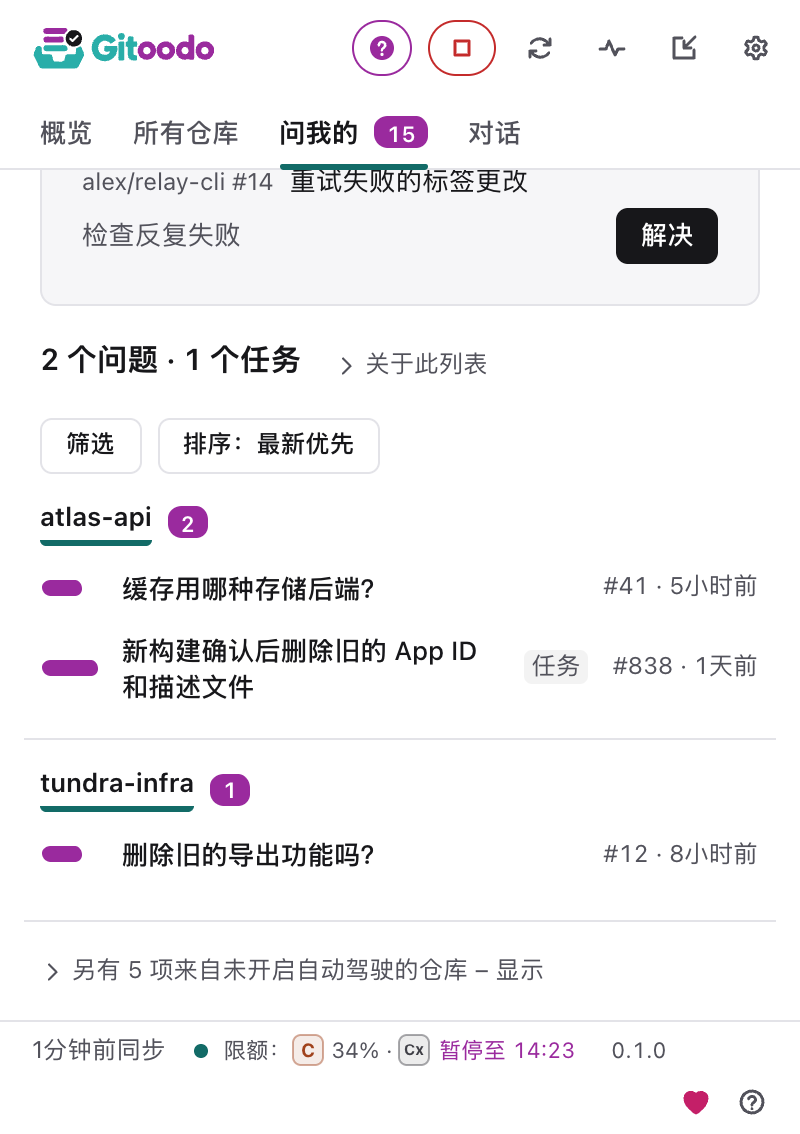 Gitoodo
概览 所有仓库 问我的 15 对话
alex/relay-cli #14 重试失败的标签更改
检查反复失败 解决
2 个问题 · 1 个任务 关于此列表
筛选 排序：最新优先
atlas-api 2
缓存用哪种存储后端? #41 · 5小时前
新构建确认后删除旧的 App ID
和描述文件 任务 #838 · 1天前
tundra-infra 1
删除旧的导出功能吗? #12 · 8小时前
另有 5 项来自未开启自动驾驶的仓库 – 显示
1分钟前同步 限额： C 34% · Cx 暂停至 14:23 0.1.0